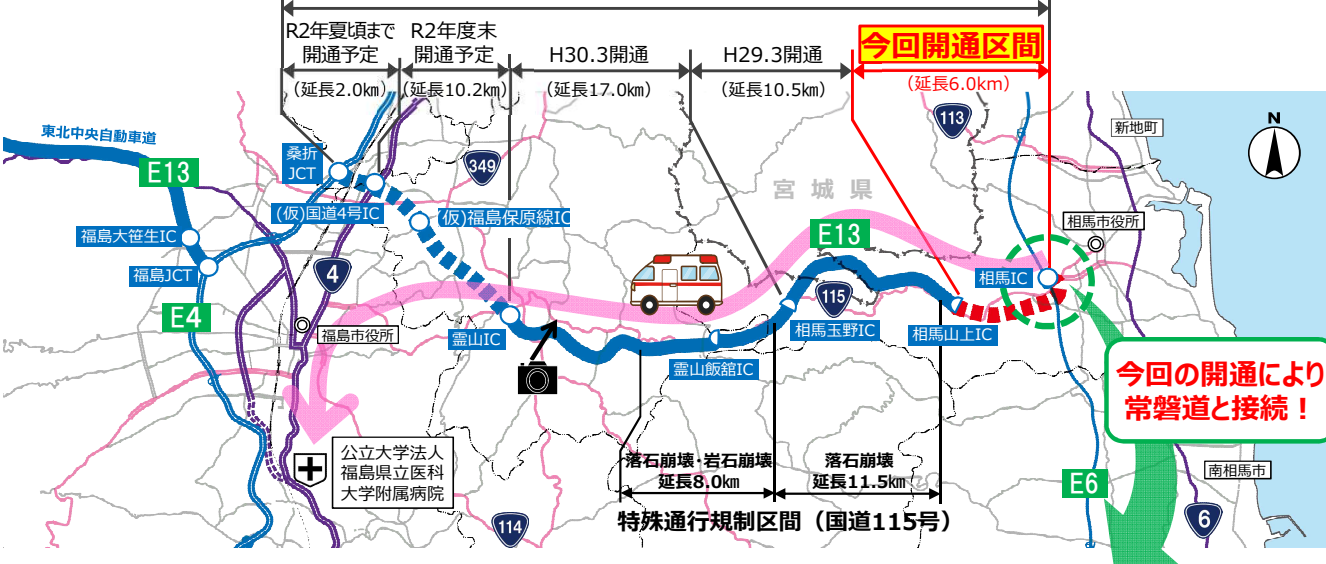 R2年夏頃まで
開通予定
(延長2.0km)
R2年度末
開通予定
(延長10.2km)
H30.3開通
(延長17.0km)
H29.3開通
(延長10.5km)
今回開通区間
(延長6.0km)
東北中央自動車道
E13
桑折
JCT
349
113
新地町
N
宮城県
(仮)国道4号IC
(仮)福島保原線IC
福島大笹生IC
福島JCT
4
E13
相馬市役所
相馬IC
115
E4
福島市役所
霊山IC
相馬玉野IC
相馬山上IC
霊山飯舘IC
今回の開通により
常磐道と接続！
公立大学法人
福島県立医科
大学附属病院
落石崩壊・岩石崩壊
延長8.0km
落石崩壊
延長11.5km
特殊通行規制区間（国道115号）
114
E6
南相馬市
6